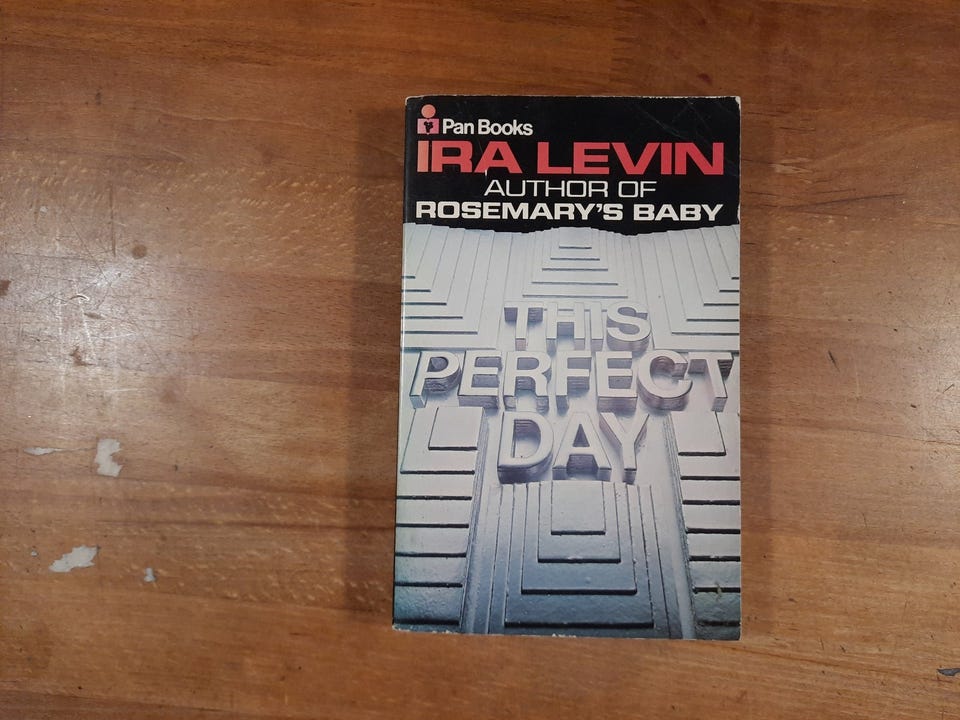 Pan Books
IRA LEVIN
AUTHOR OF
ROSEMARY'S BABY
THIS
PERFECT
DAY